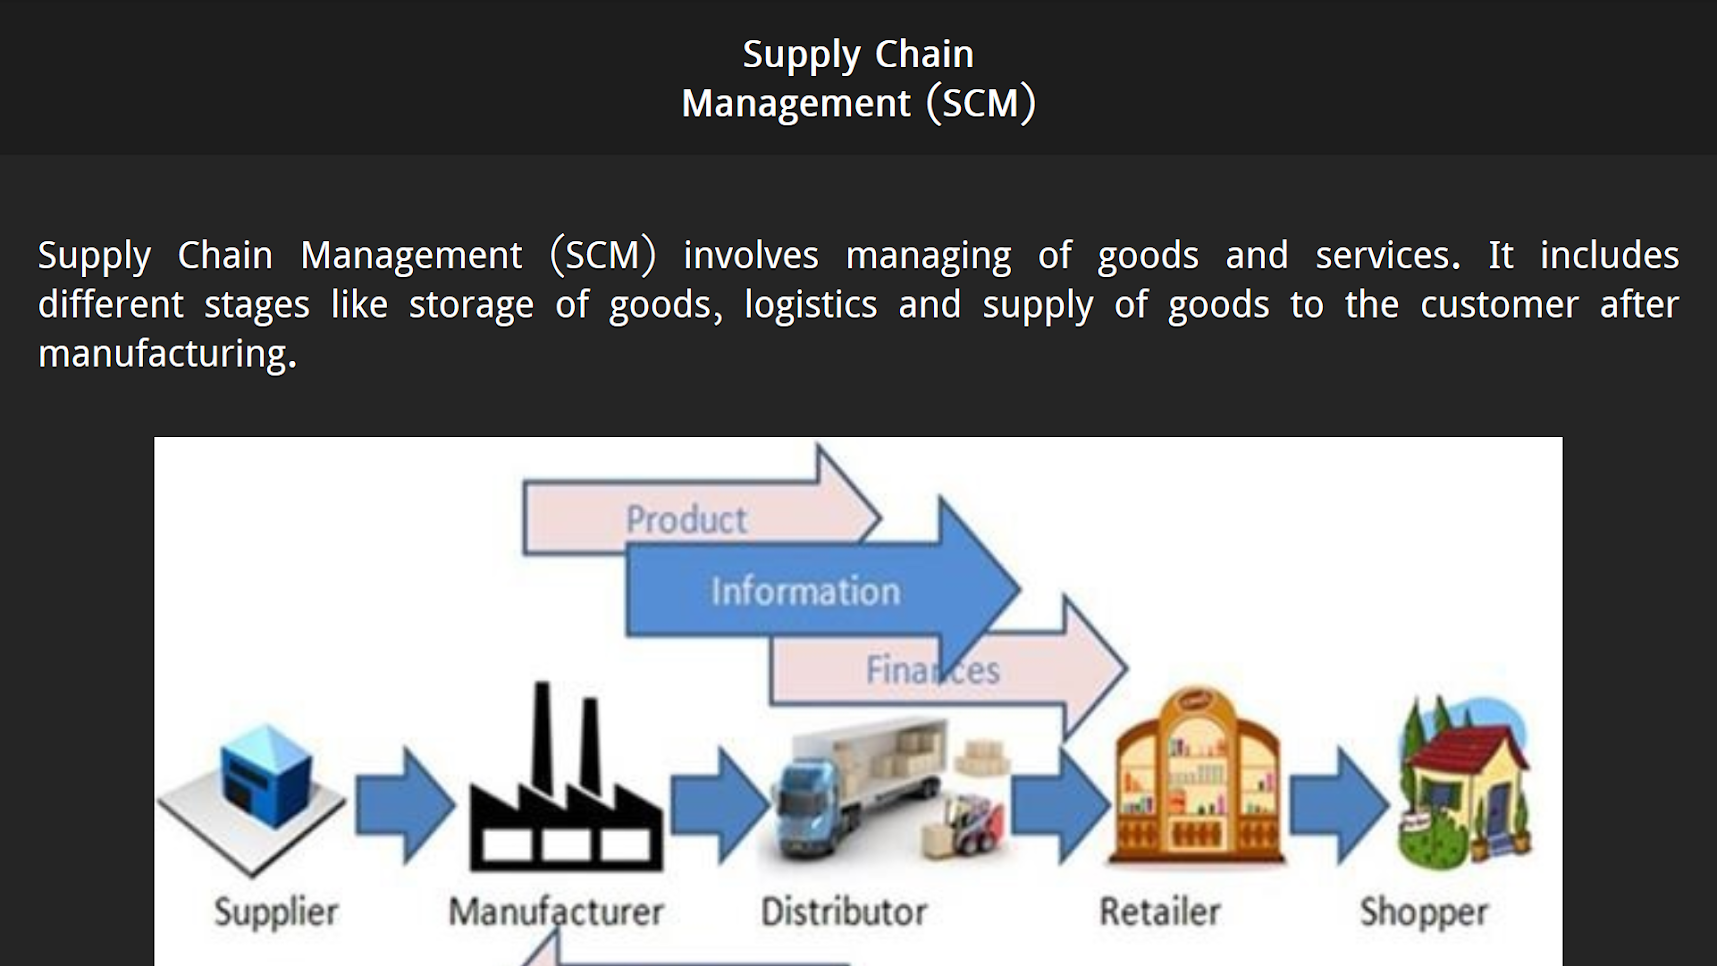 Supply Chain
Management (SCM)
Supply Chain Management (SCM) involves managing of goods and services. It includes
different stages like storage of goods, logistics and supply of goods to the customer after
manufacturing.
Product
Information
Finances
Supplier Manufacturer Distributor Retailer Shopper